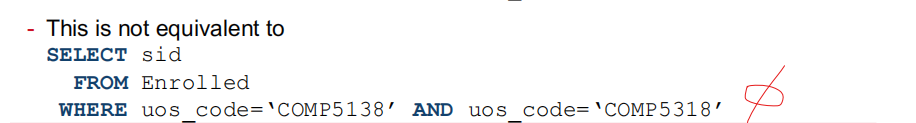 - This is not equivalent to
SELECT sid
FROM Enrolled
WHERE uos_code=‘COMP5138’ AND uos_code=‘COMP5318’ ∅